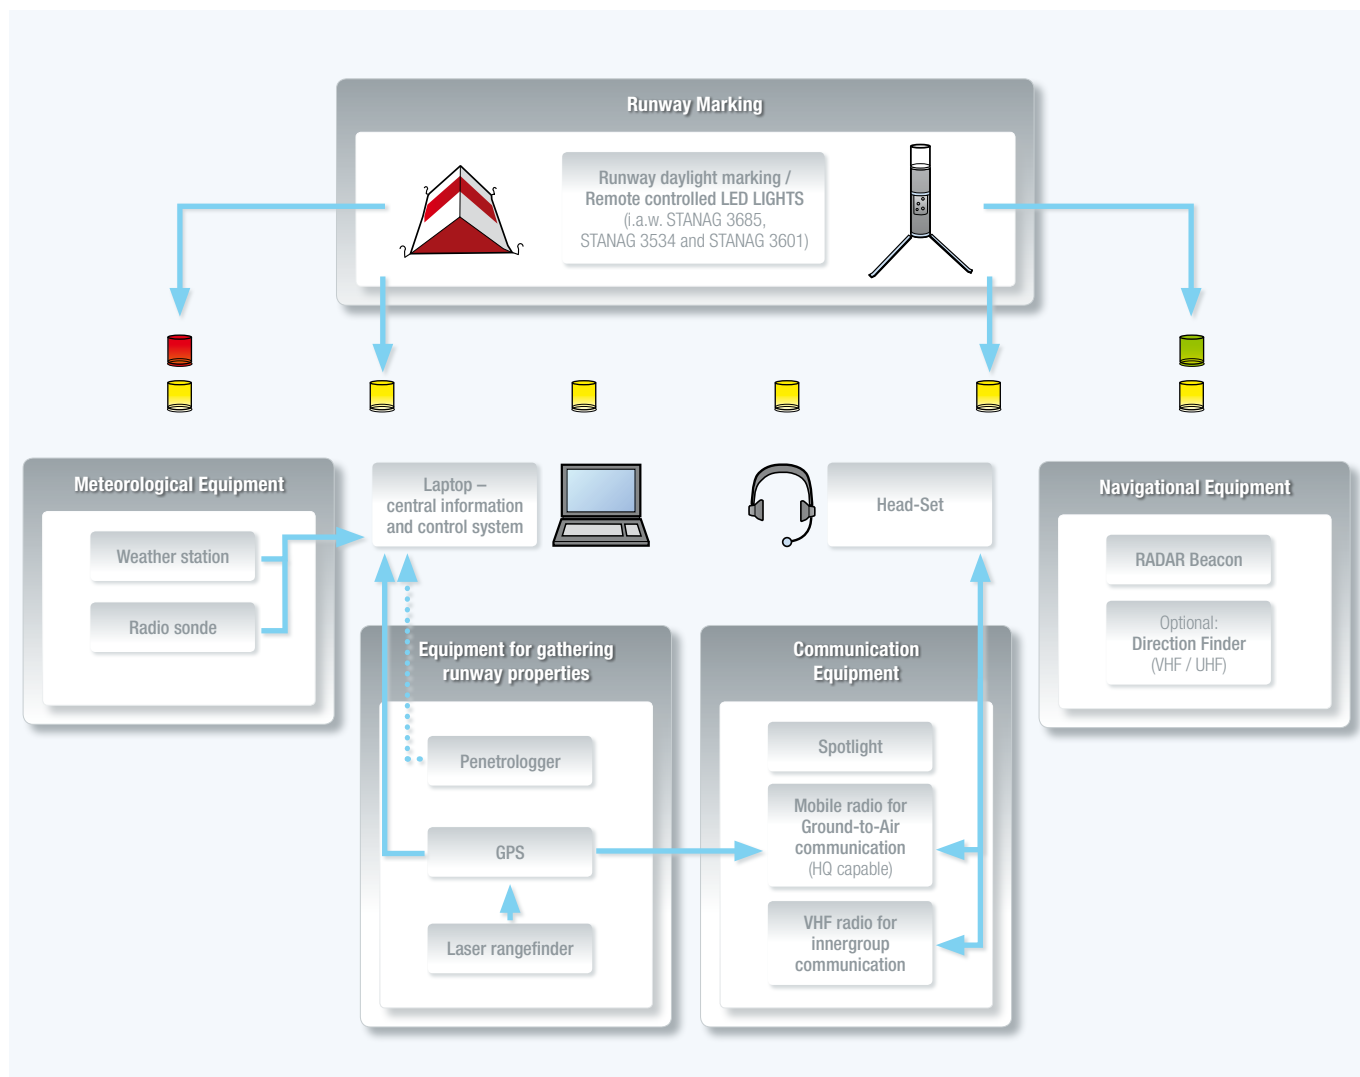 Runway Marking
Runway daylight marking /
Remote controlled LED LIGHTS
(i.a.w. STANAG 3685,
STANAG 3534 and STANAG 3601)
Meteorological Equipment
Weather station
Radio sonde
Laptop –
central information
and control system
Head-Set
Navigational Equipment
RADAR Beacon
Optional:
Direction Finder
(VHF / UHF)
Equipment for gathering
runway properties
Penetrologger
GPS
Laser rangefinder
Communication
Equipment
Spotlight
Mobile radio for
Ground-to-Air
communication
(HQ capable)
VHF radio for
innergroup
communication